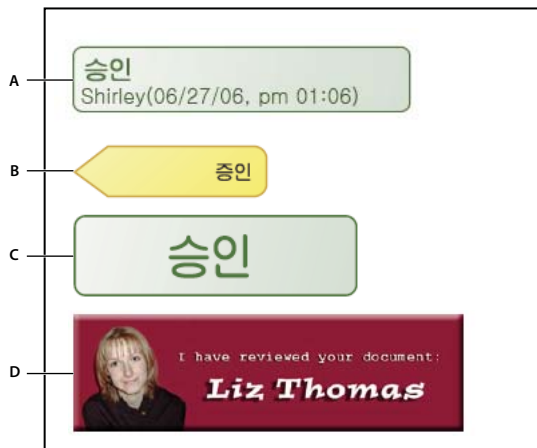 A
승인
Shirley(06/27/06, pm 01:06)
B
증인
C
승인
D
I have reviewed your document:
Liz Thomas